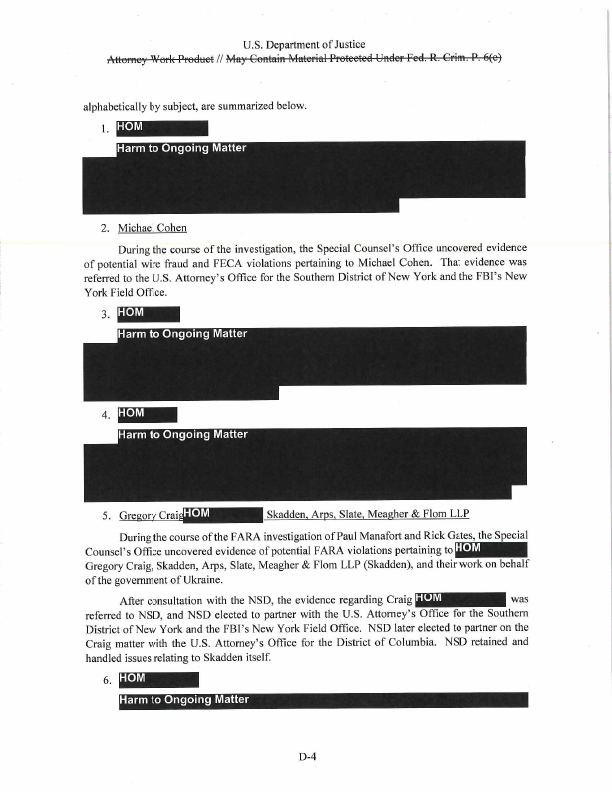 U.S. Department of Justice
Attorney Work Product // May Contain Material Protected Under Fed. R. Crim. P. 6(e)
alphabetically by subject, are summarized below.
1. HOM
Harm to Ongoing Matter
2. Michae Cohen
During the course of the investigation, the Special Counsel's Office uncovered evidence
of potential wire fraud and FECA violations pertaining to Michael Cohen. That evidence was
referred to the U.S. Attorney's Office for the Southern District of New York and the FBI's New
York Field Office.
3. HOM
Harm to Ongoing Matter
4. HOM
Harm to Ongoing Matter
5. Gregory Craig HOM Skadden, Arps, Slate, Meagher & Flom LLP
During the course of the FARA investigation of Paul Manafort and Rick Gates, the Special
Counsel's Office uncovered evidence of potential FARA violations pertaining to HOM
Gregory Craig, Skadden, Arps, Slate, Meagher & Flom LLP (Skadden), and their work on behalf
of the government of Ukraine.
After consultation with the NSD, the evidence regarding Craig HOM was
referred to NSD, and NSD elected to partner with the U.S. Attorney's Office for the Southern
District of New York and the FBI's New York Field Office. NSD later elected to partner on the
Craig matter with the U.S. Attorney's Office for the District of Columbia. NSD retained and
handled issues relating to Skadden itself.
6. HOM
Harm to Ongoing Matter
D-4